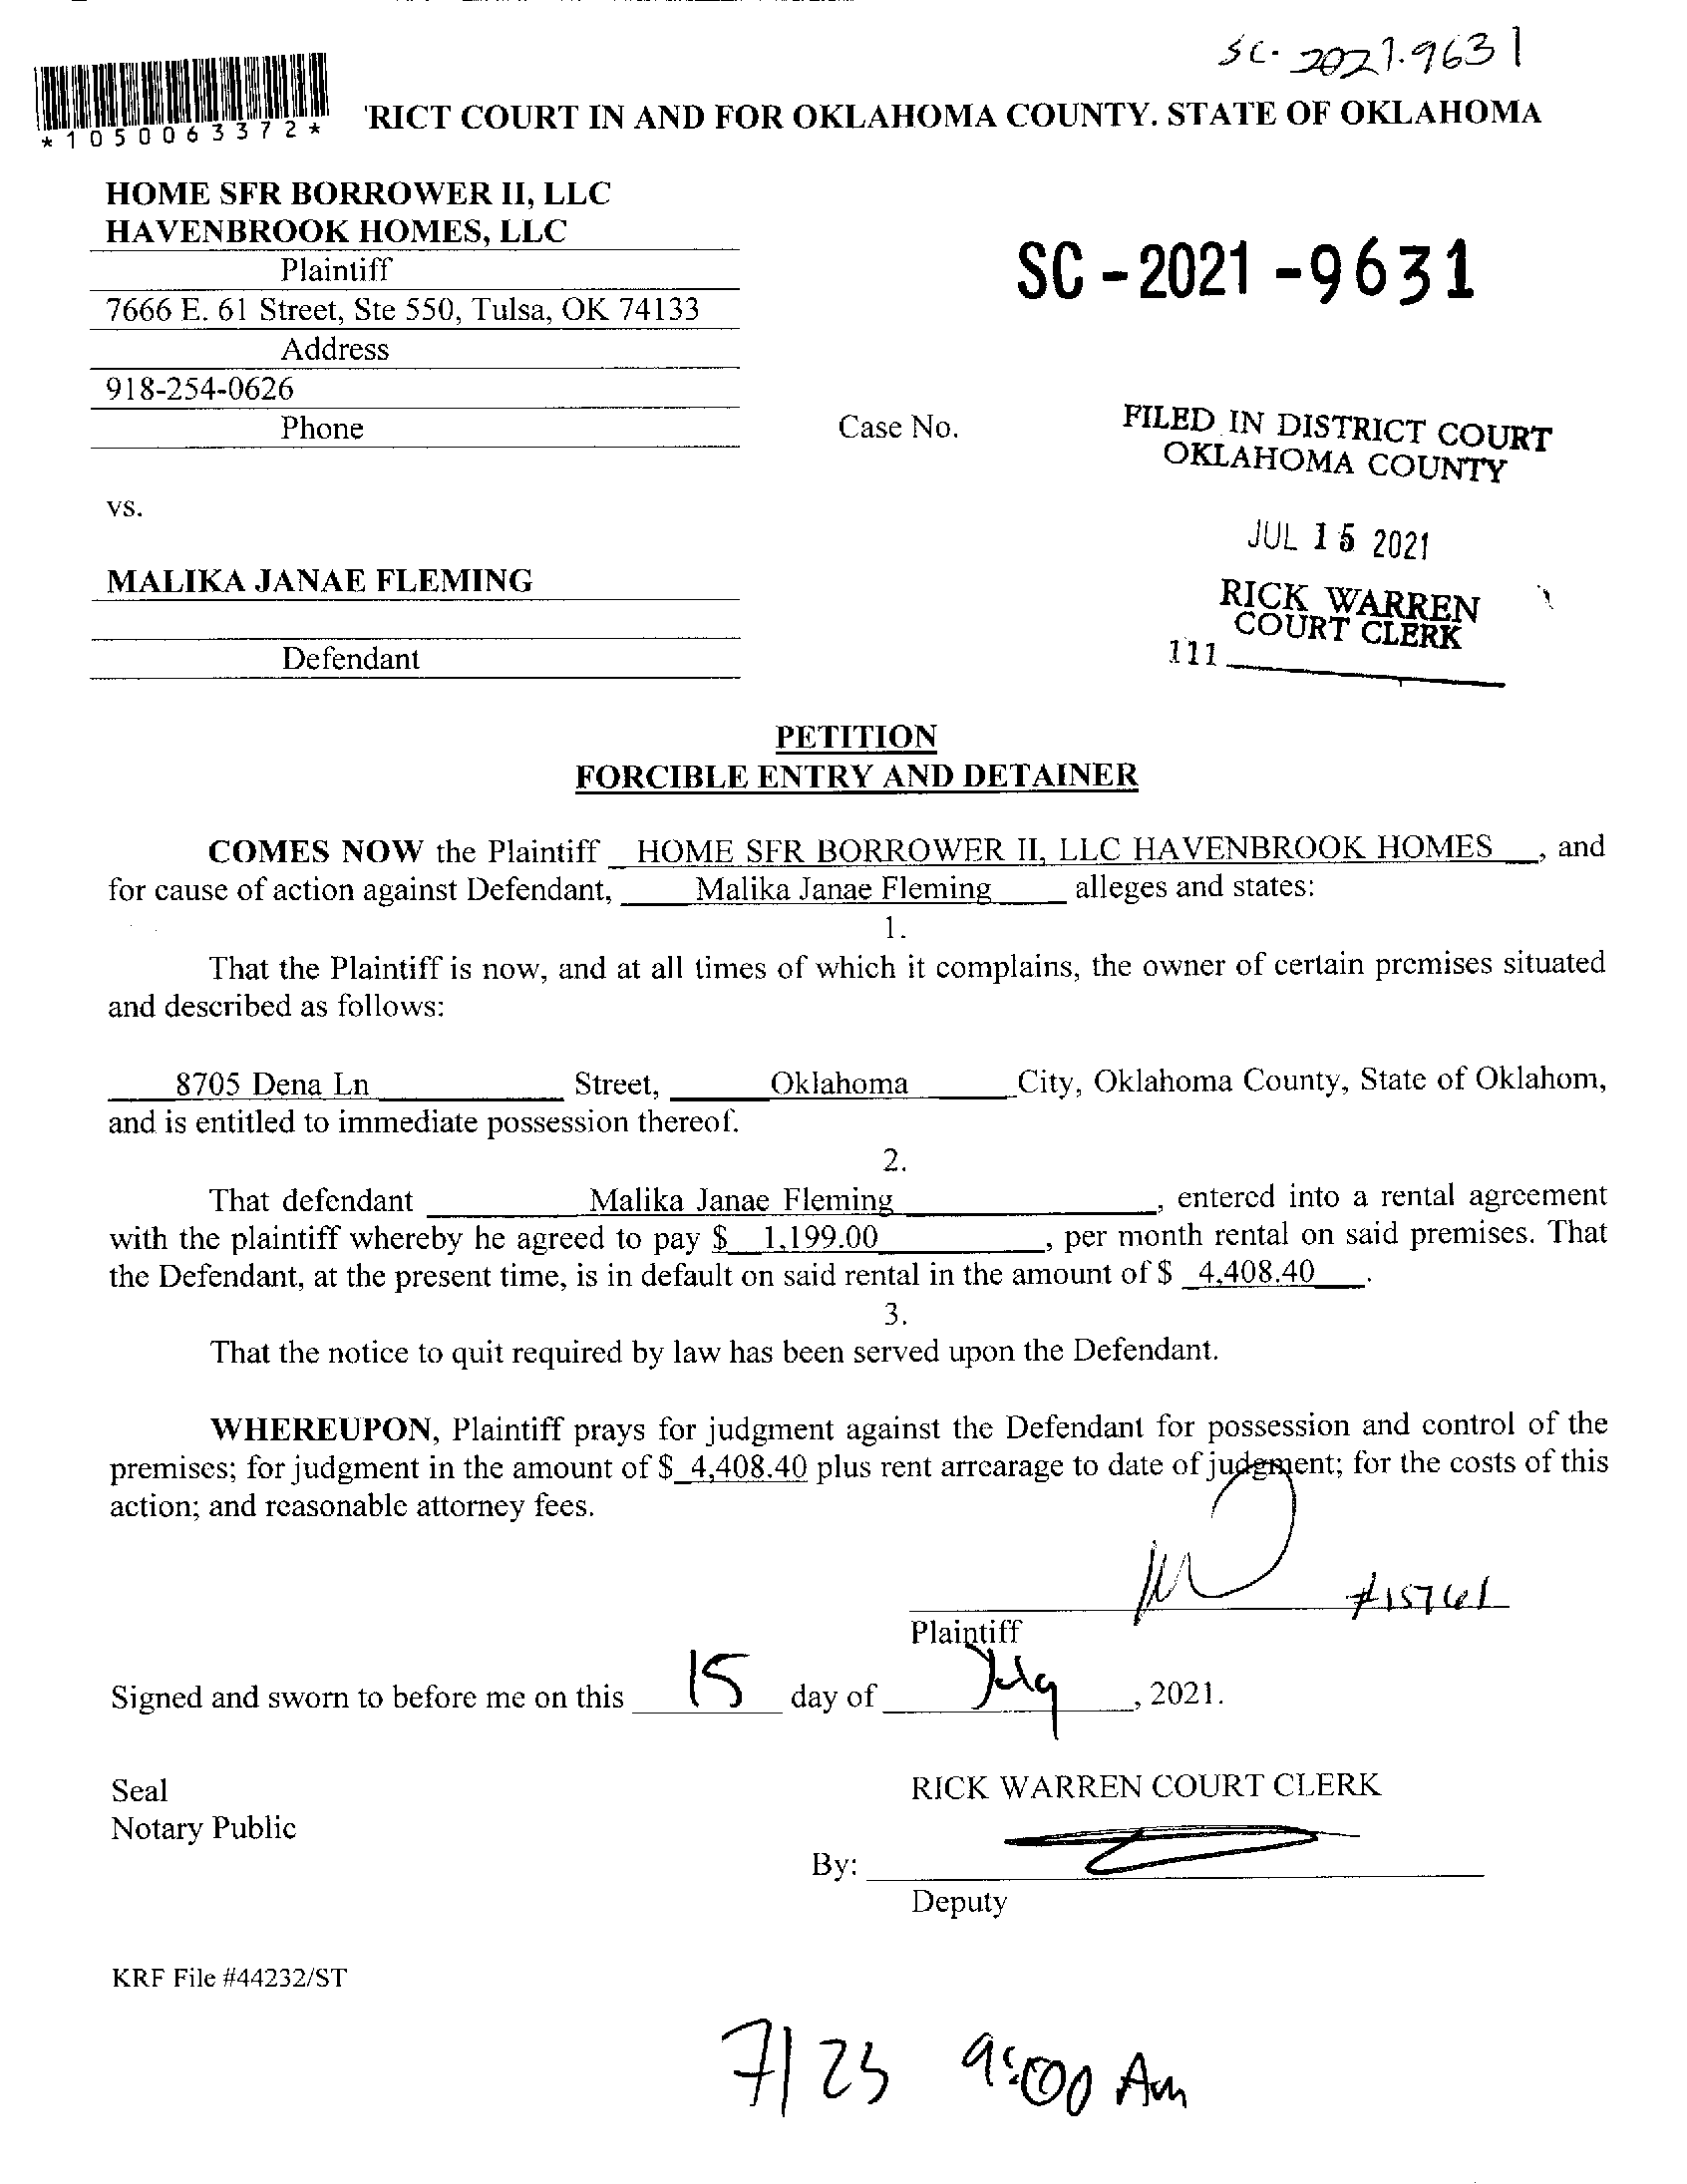 SC-2021-9631
*1050063372*
'RICT COURT IN AND FOR OKLAHOMA COUNTY. STATE OF OKLAHOMA
HOME SFR BORROWER II, LLC
HAVENBROOK HOMES, LLC
Plaintiff
SC-2021-9631
7666 E. 61 Street, Ste 550, Tulsa, OK 74133
Address
918-254-0626
Phone
Case No.
FILED IN DISTRICT COURT
OKLAHOMA COUNTY
vs.
JUL 15 2021
MALIKA JANAE FLEMING
RICK WARREN
COURT CLERK
111
Defendant
PETITION
FORCIBLE ENTRY AND DETAINER
COMES NOW the Plaintiff HOME SFR BORROWER II, LLC HAVENBROOK HOMES , and
for cause of action against Defendant, Malika Janae Fleming alleges and states:
1.
That the Plaintiff is now, and at all times of which it complains, the owner of certain premises situated
and described as follows:
8705 Dena Ln Street, Oklahoma City, Oklahoma County, State of Oklahom,
and is entitled to immediate possession thereof.
2.
That defendant Malika Janae Fleming , entered into a rental agreement
with the plaintiff whereby he agreed to pay $ 1,199.00 , per month rental on said premises. That
the Defendant, at the present time, is in default on said rental in the amount of $ 4,408.40 .
3.
That the notice to quit required by law has been served upon the Defendant.
WHEREUPON, Plaintiff prays for judgment against the Defendant for possession and control of the
premises; for judgment in the amount of $ 4,408.40 plus rent arrearage to date of judgment; for the costs of this
action; and reasonable attorney fees.
#15761
Plaintiff
Signed and sworn to before me on this 15 day of July , 2021.
Seal
RICK WARREN COURT CLERK
Notary Public
By:
Deputy
KRF File #44232/ST
7/23 9:00 Am